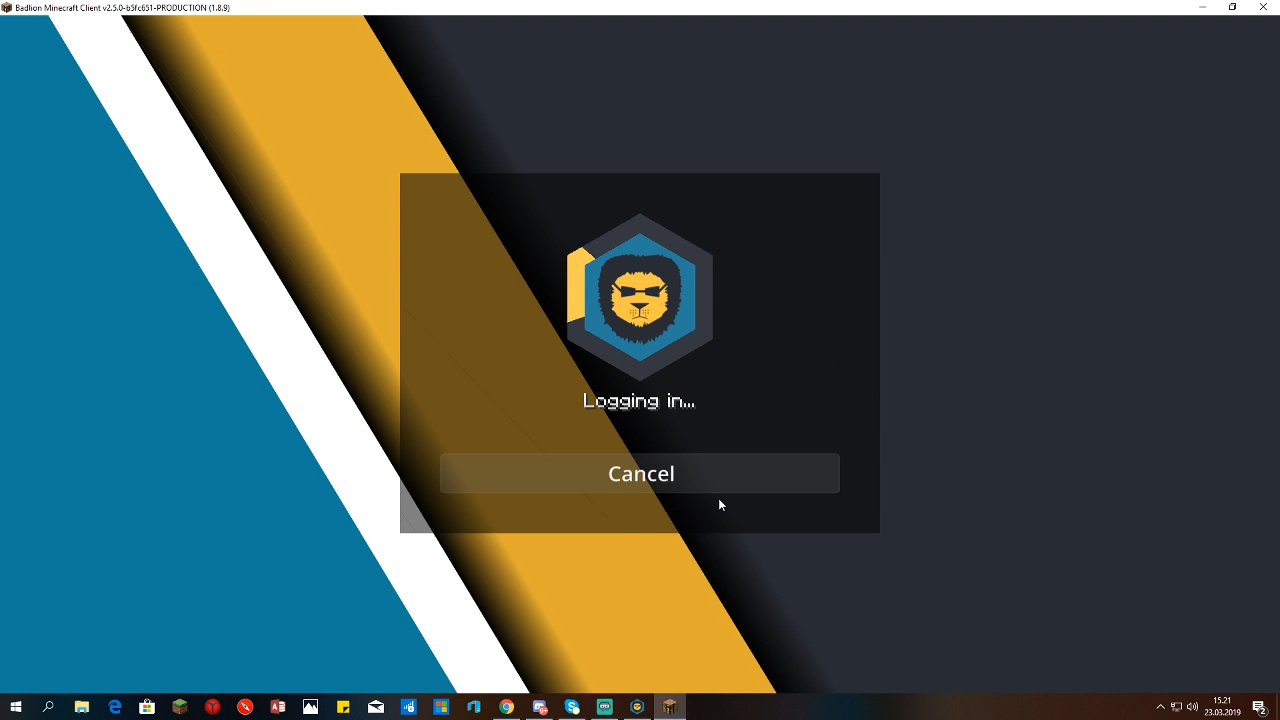 Badlion Minecraft Client v2.5.0-b5fc651-PRODUCTION (1.8.9)
Logging in...
Cancel
15.21
23.03.2019
2